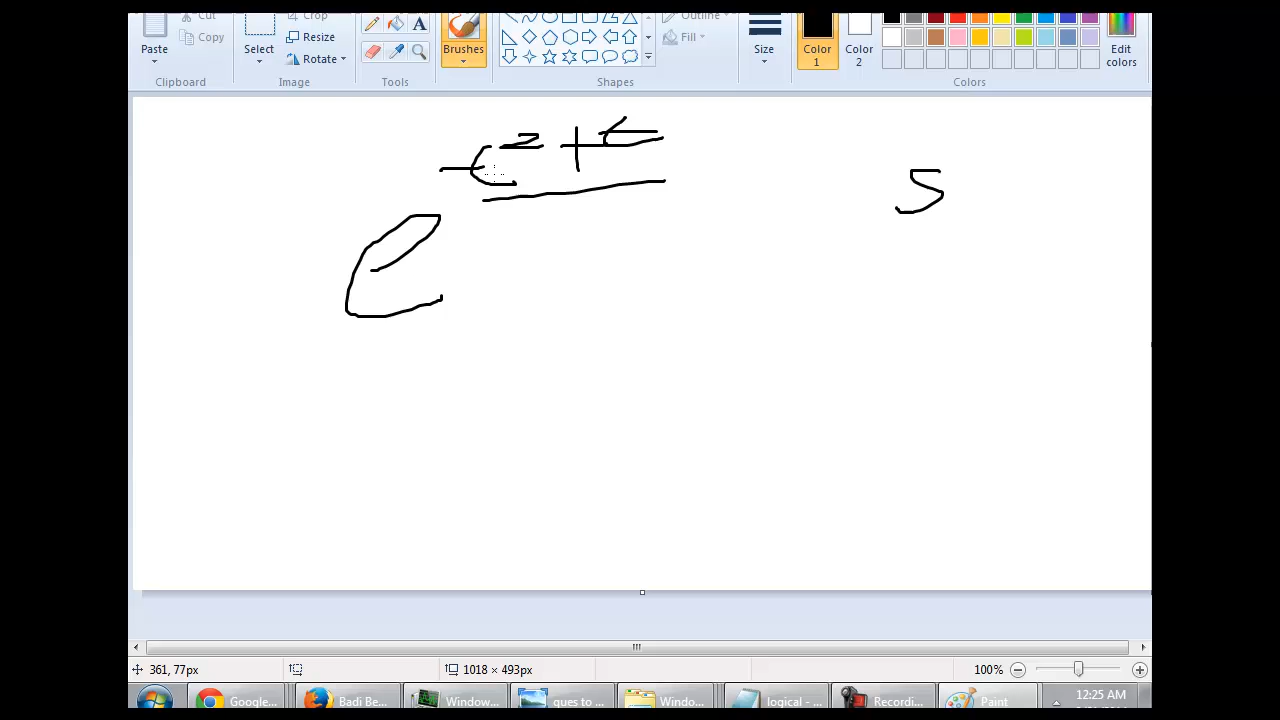 Cut
Copy
Paste
Clipboard
Crop
Resize
Rotate
Select
Image
Tools
Brushes
Outline
Fill
Shapes
Size
Color 1
Color 2
Edit colors
Colors
e
5
361, 77px
1018 × 493px
100%
Google...
Badi Be...
Window...
ques to ...
Windo...
logical - ...
Recordi...
Paint
12:25 AM